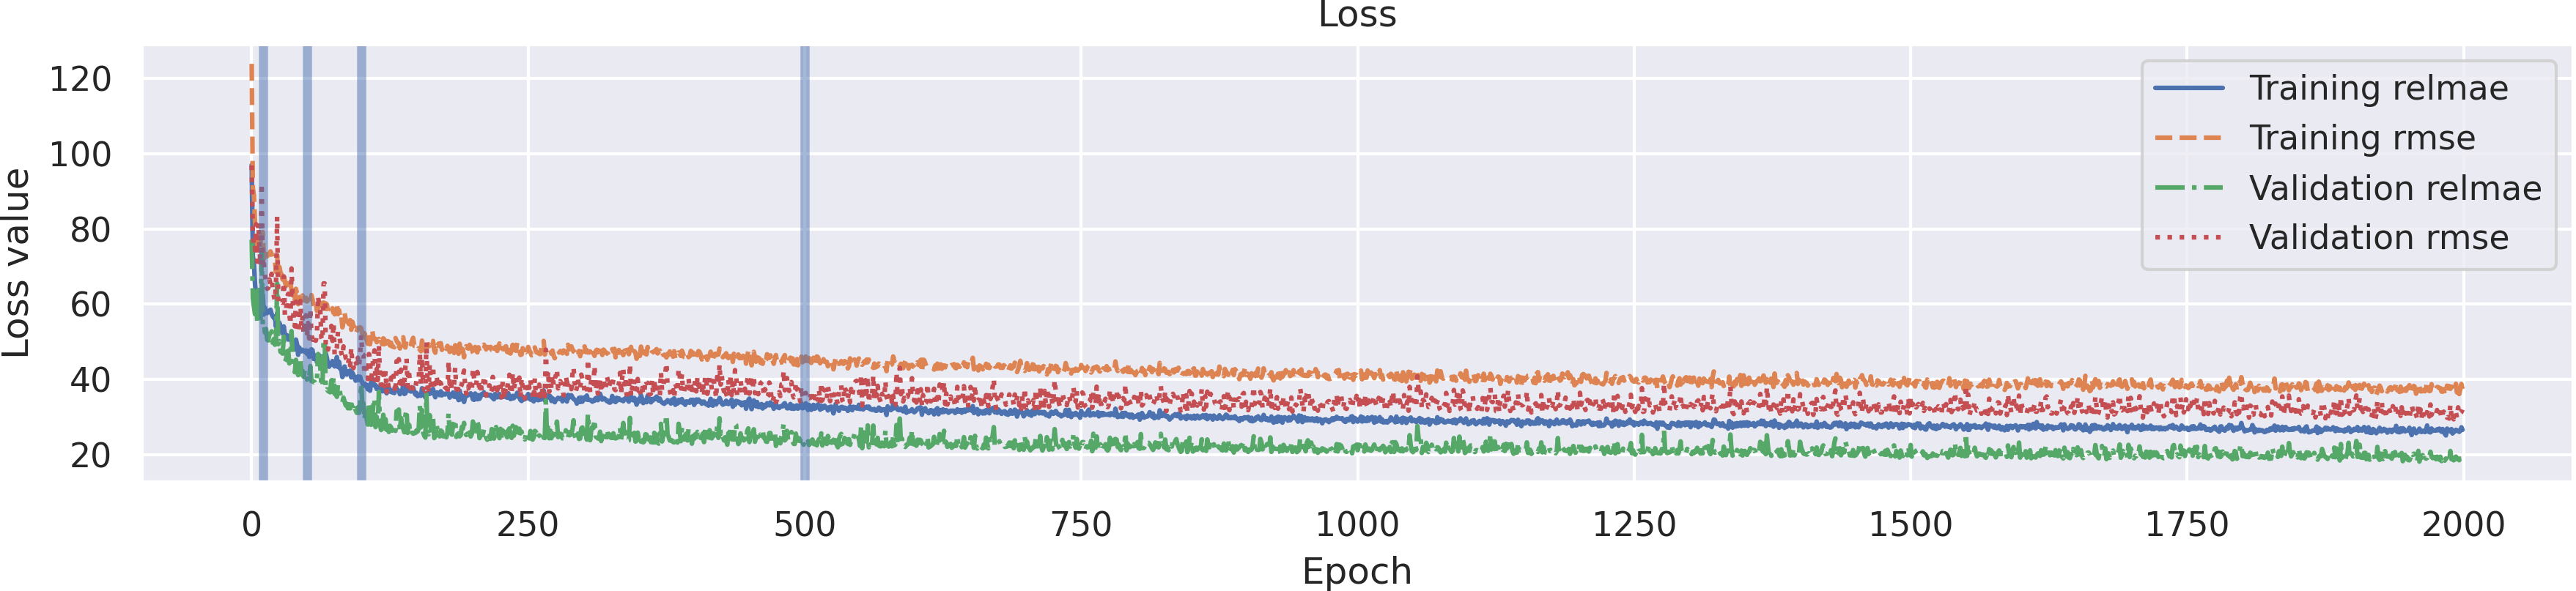 Loss
Loss value
120
100
80
60
40
20
0 250 500 750 1000 1250 1500 1750 2000
Epoch
Training relmae
Training rmse
Validation relmae
Validation rmse